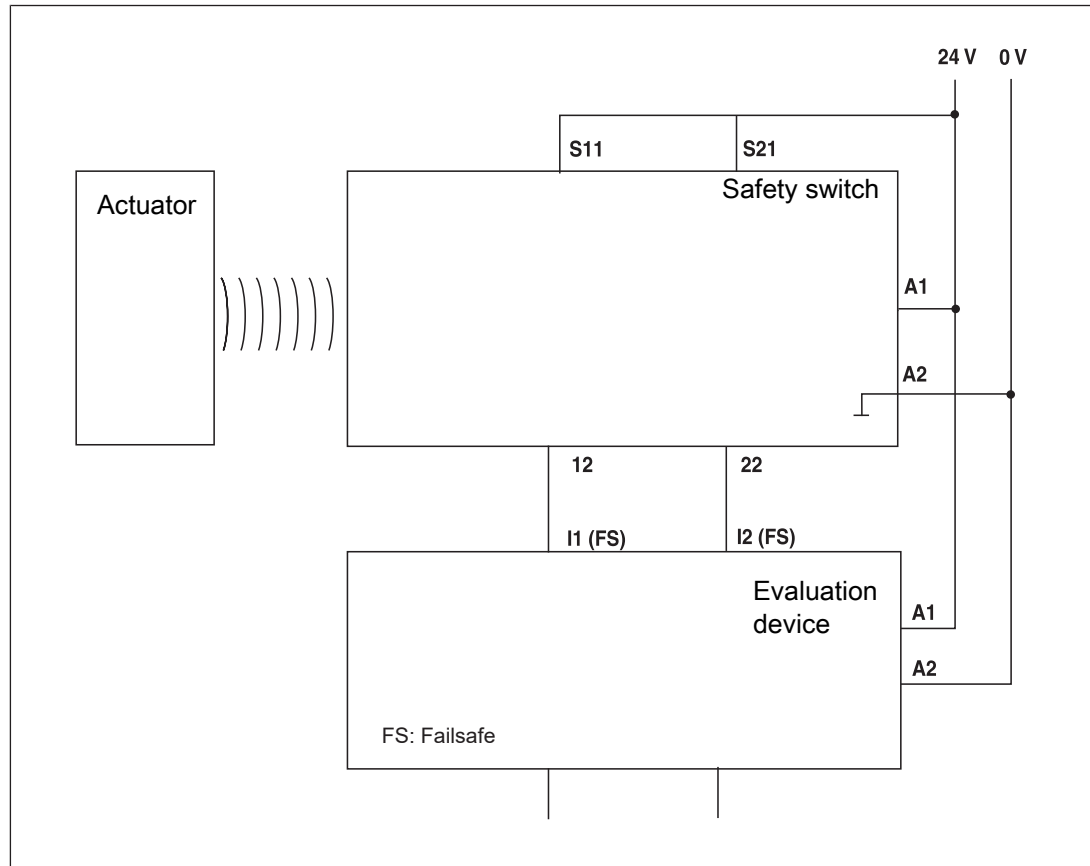 24 V 0 V
S11 S21
Safety switch
Actuator
A1
A2
12 22
I1 (FS) I2 (FS)
Evaluation
device
A1
A2
FS: Failsafe